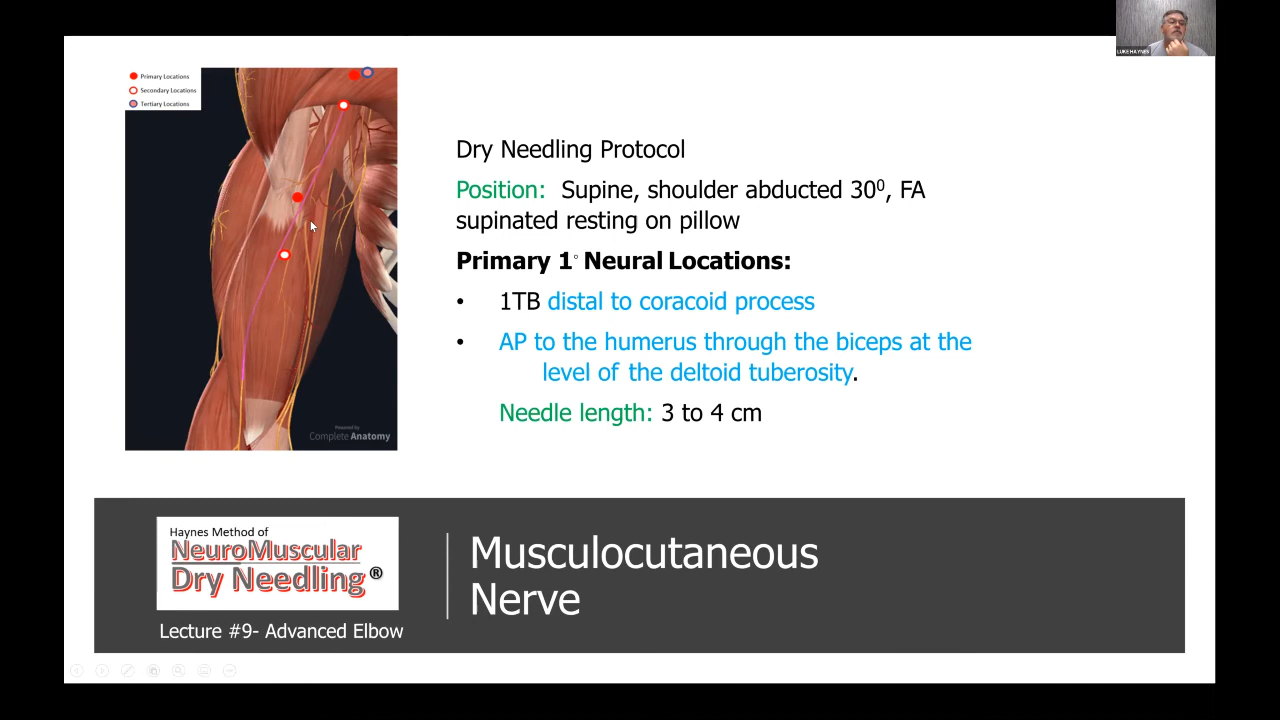 LUKE HAYNES
Primary Locations
Secondary Locations
Tertiary Locations
Powered by
Complete Anatomy
Dry Needling Protocol
Position: Supine, shoulder abducted 30⁰, FA
supinated resting on pillow
Primary 1° Neural Locations:
• 1TB distal to coracoid process
• AP to the humerus through the biceps at the
level of the deltoid tuberosity.
Needle length: 3 to 4 cm
Haynes Method of
NeuroMuscular
Dry Needling®
Lecture #9- Advanced Elbow
Musculocutaneous
Nerve